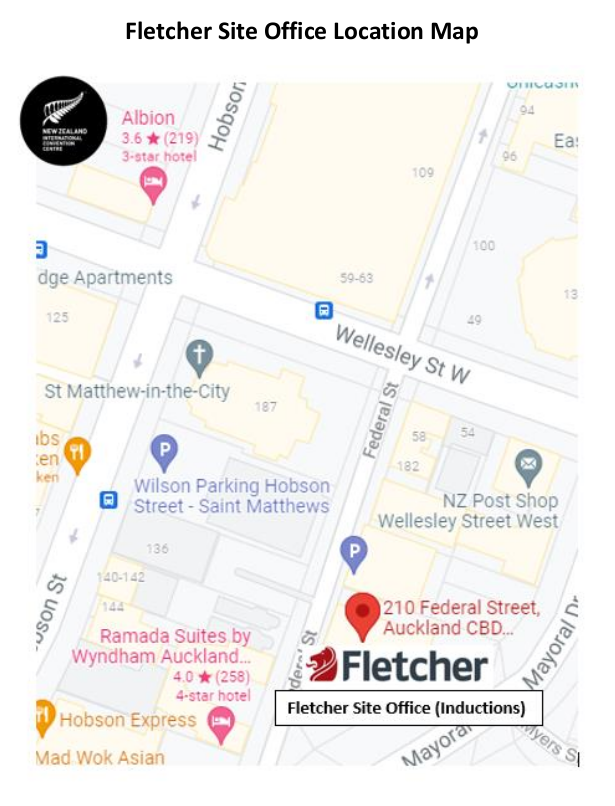 Fletcher Site Office Location Map
NEW ZEALAND
INTERNATIONAL
CONVENTION
CENTRE
Albion
3.6 ★ (219)
3-star hotel
Hobson
94
96
Eas
109
100
13
dge Apartments
59-63
49
125
Wellesley St W
St Matthew-in-the-City
187
Federal St
58
54
182
abs
ken
ken
P
Wilson Parking Hobson
Street - Saint Matthews
NZ Post Shop
Wellesley Street West
136
P
140-142
144
bson St
210 Federal Street,
Auckland CBD...
Ramada Suites by
Wyndham Auckland...
4.0 ★ (258)
4-star hotel
deral St
Fletcher
Fletcher Site Office (Inductions)
Mayoral Dr
Hobson Express
Mad Wok Asian
Mayoral
Myers S